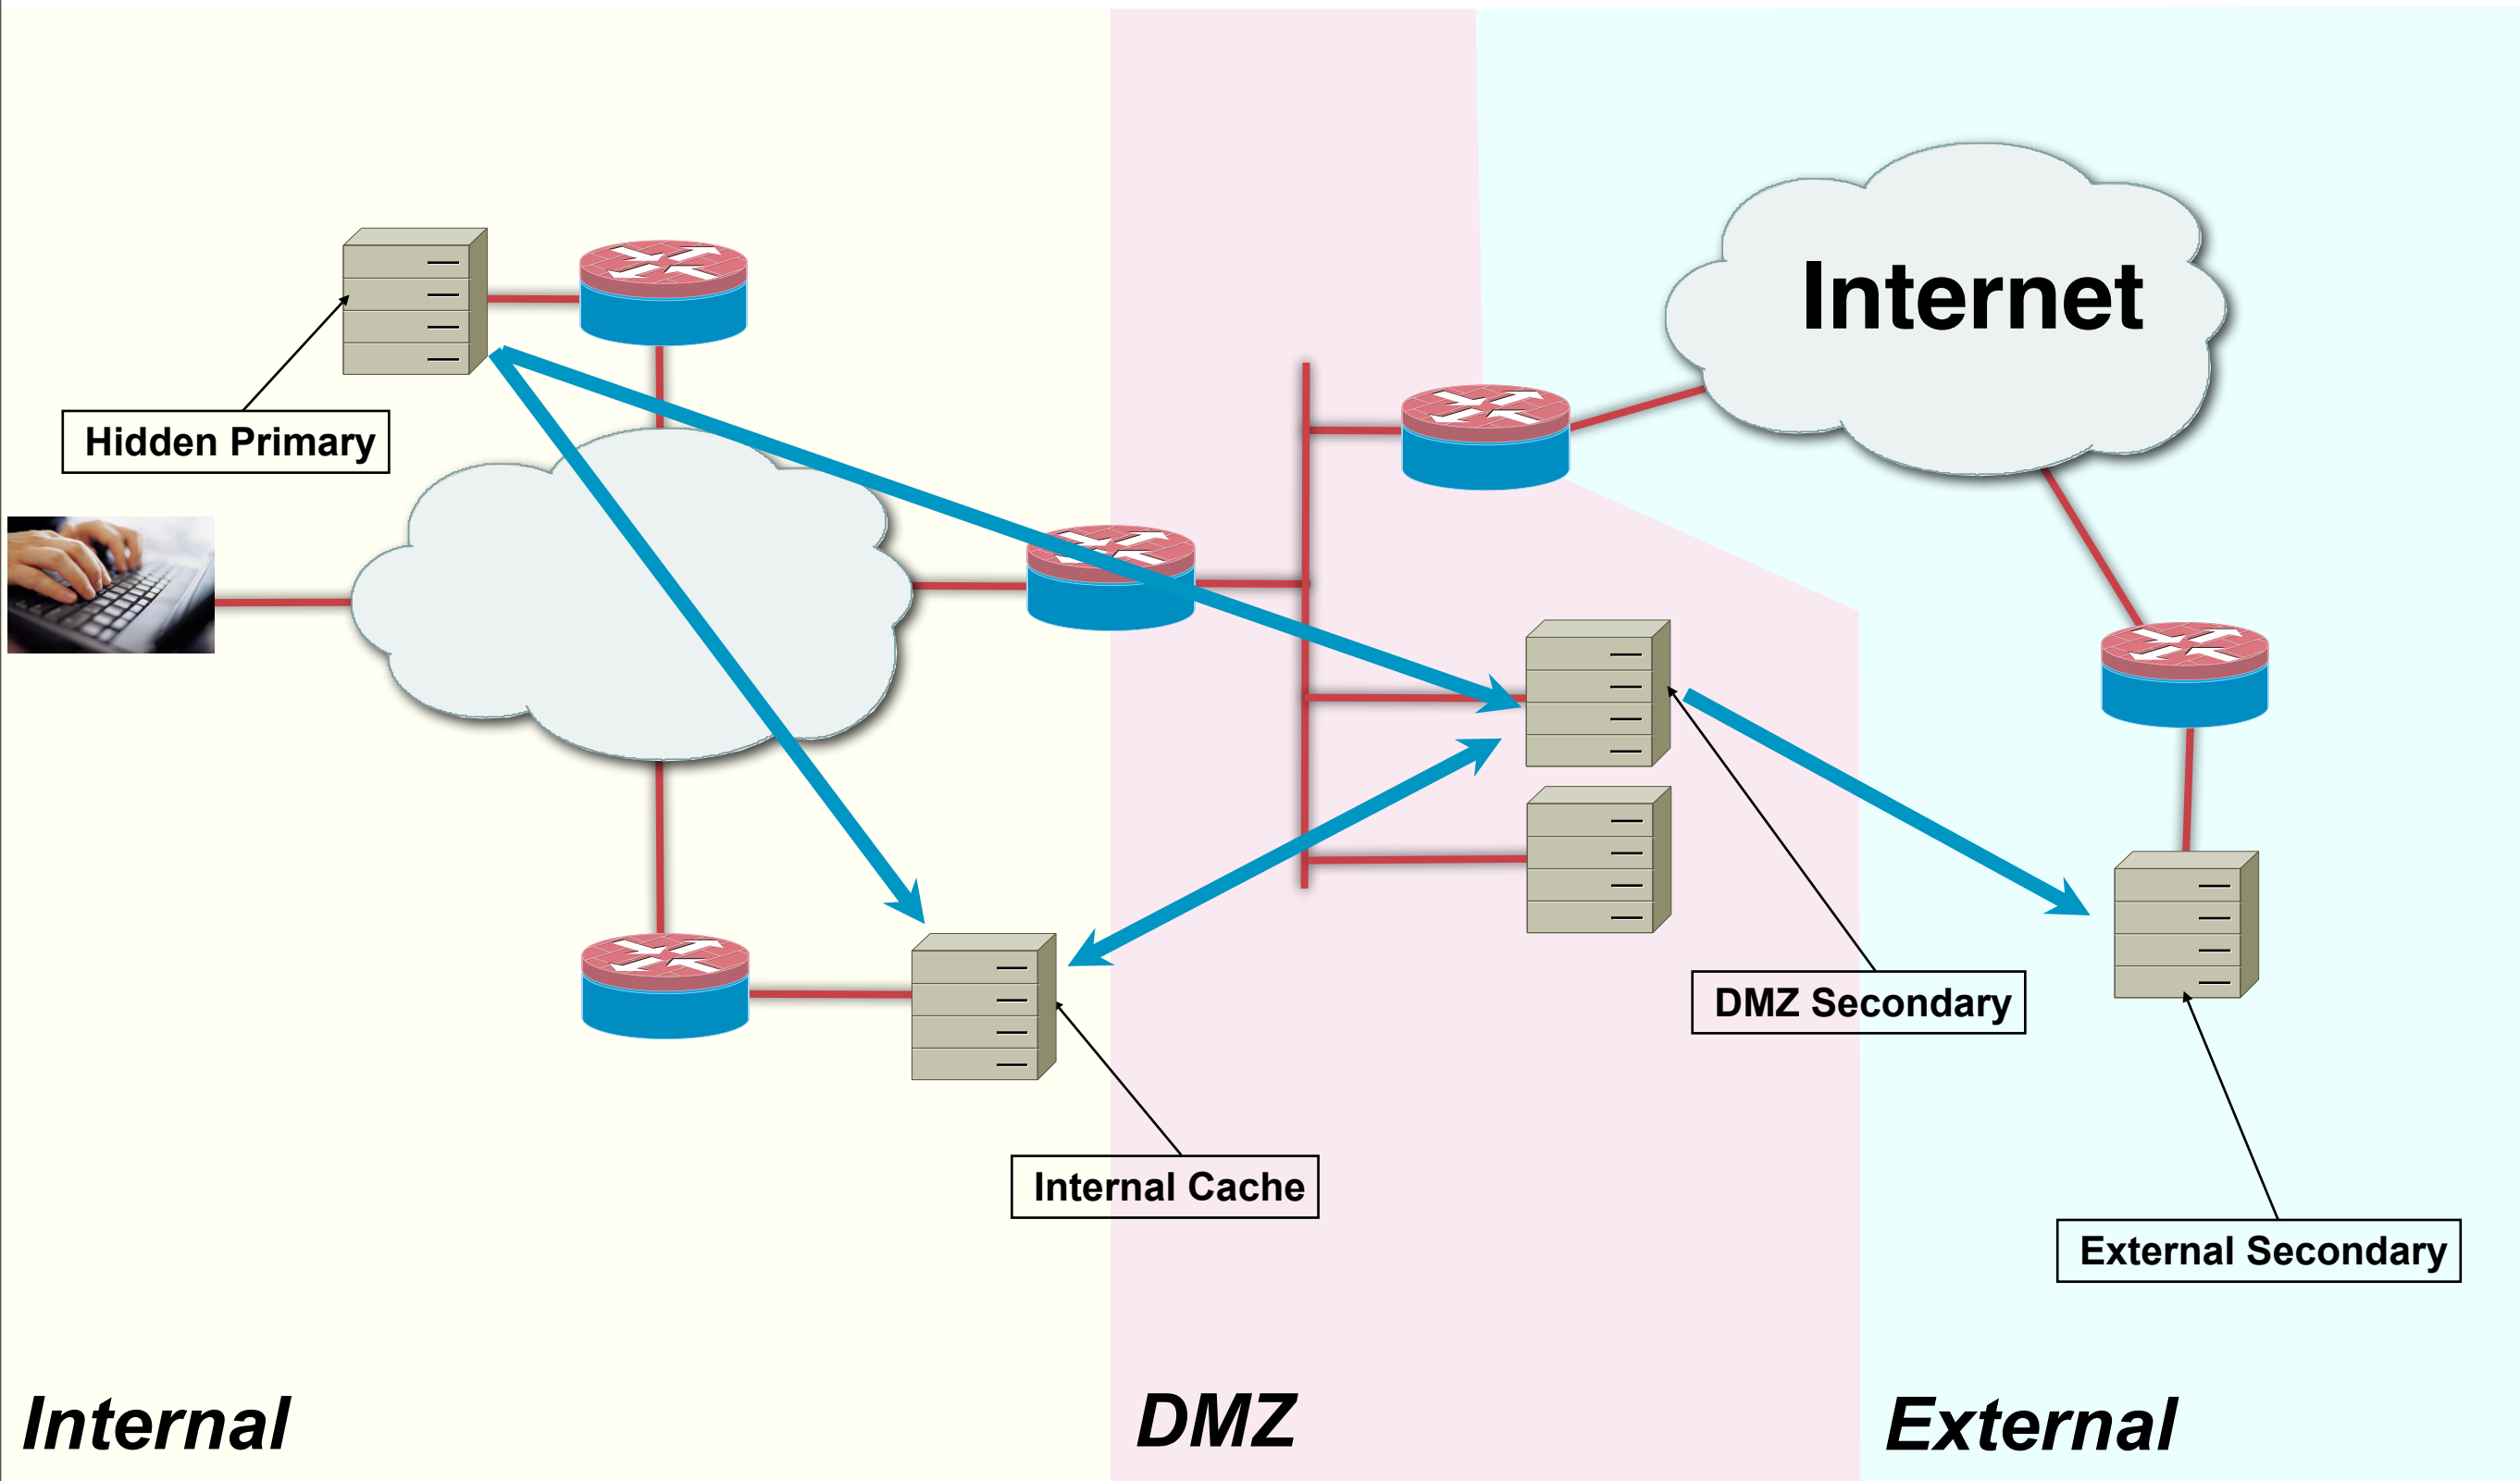 Internet
Hidden Primary
DMZ Secondary
Internal Cache
External Secondary
Internal
DMZ
External